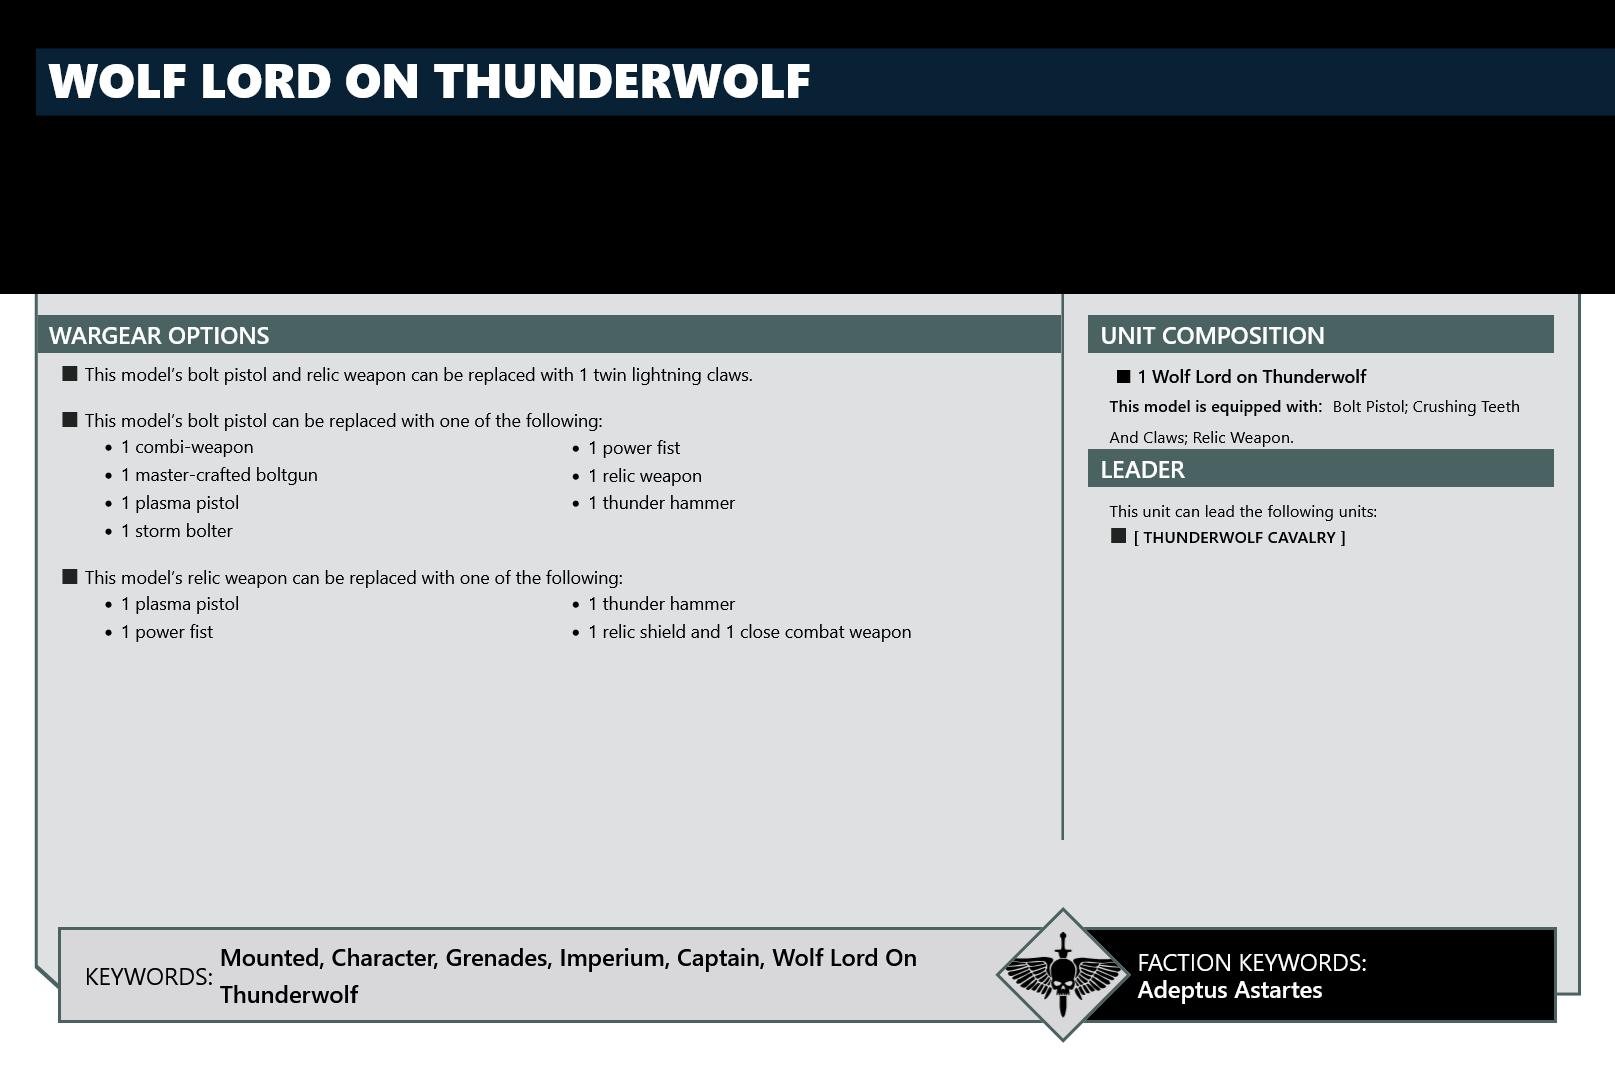 WOLF LORD ON THUNDERWOLF
WARGEAR OPTIONS
■ This model's bolt pistol and relic weapon can be replaced with 1 twin lightning claws.
■ This model's bolt pistol can be replaced with one of the following:
• 1 combi-weapon
• 1 master-crafted boltgun
• 1 plasma pistol
• 1 storm bolter
• 1 power fist
• 1 relic weapon
• 1 thunder hammer
■ This model's relic weapon can be replaced with one of the following:
• 1 plasma pistol
• 1 power fist
• 1 thunder hammer
• 1 relic shield and 1 close combat weapon
UNIT COMPOSITION
■ 1 Wolf Lord on Thunderwolf
This model is equipped with: Bolt Pistol; Crushing Teeth
And Claws; Relic Weapon.
LEADER
This unit can lead the following units:
■ [ THUNDERWOLF CAVALRY ]
KEYWORDS: Mounted, Character, Grenades, Imperium, Captain, Wolf Lord On
Thunderwolf
FACTION KEYWORDS:
Adeptus Astartes